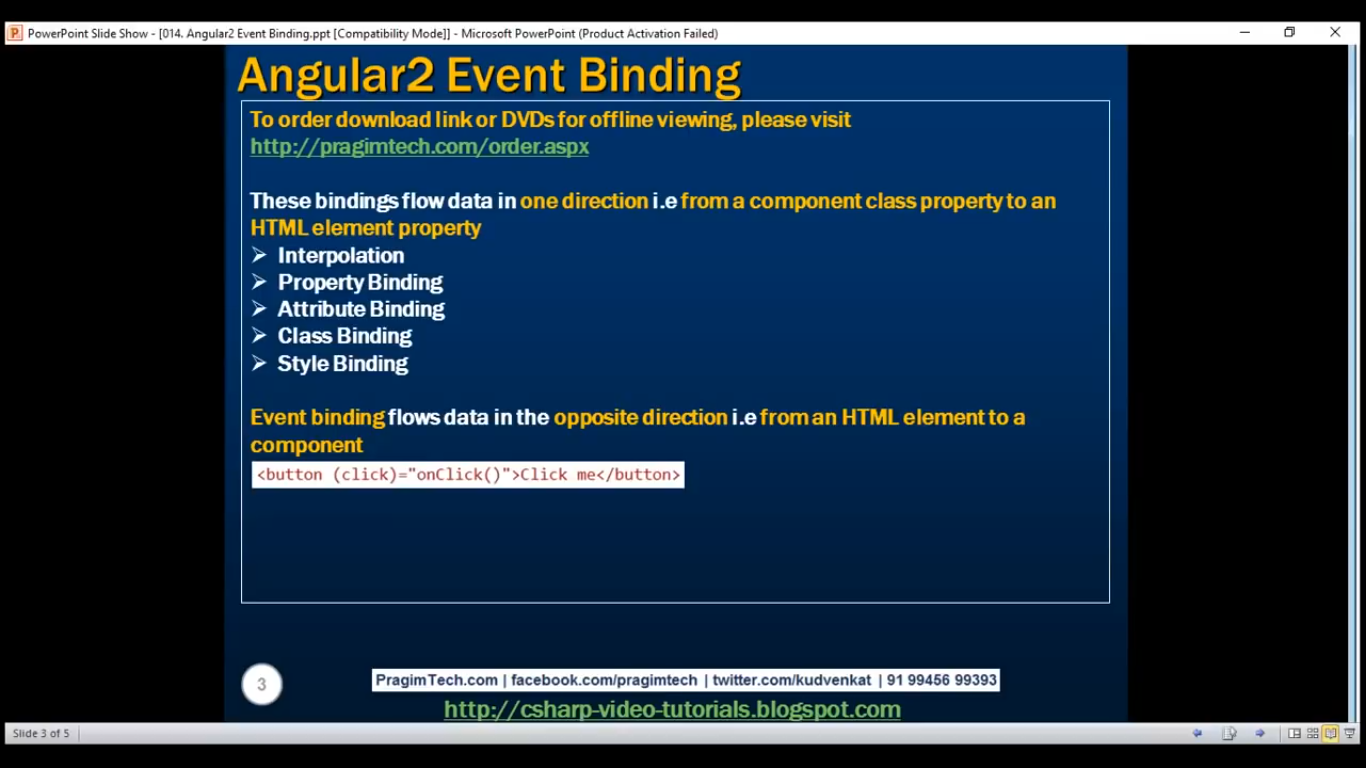 PowerPoint Slide Show - [014. Angular2 Event Binding.ppt [Compatibility Mode]] - Microsoft PowerPoint (Product Activation Failed)
Angular2 Event Binding
To order download link or DVDs for offline viewing, please visit
http://pragimtech.com/order.aspx
These bindings flow data in one direction i.e from a component class property to an
HTML element property
Interpolation
Property Binding
Attribute Binding
Class Binding
Style Binding
Event binding flows data in the opposite direction i.e from an HTML element to a
component
<button (click)="onClick()">Click me</button>
3
PragimTech.com | facebook.com/pragimtech | twitter.com/kudvenkat | 91 99456 99393
http://csharp-video-tutorials.blogspot.com
Slide 3 of 5